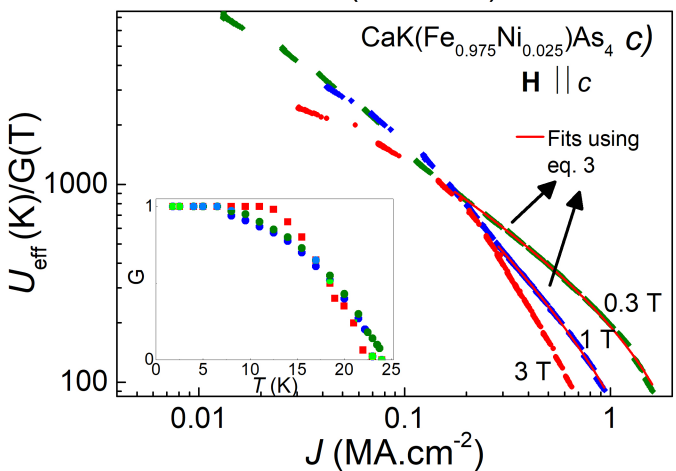 CaK(Fe0.975Ni0.025)As4 c)
H || c
Fits using
eq. 3
Ueff (K)/G(T)
1000
100
0.3 T
1 T
3 T
G
1
0
0 5 10 15 20 25
T (K)
0.01 0.1 1
J (MA.cm-2)